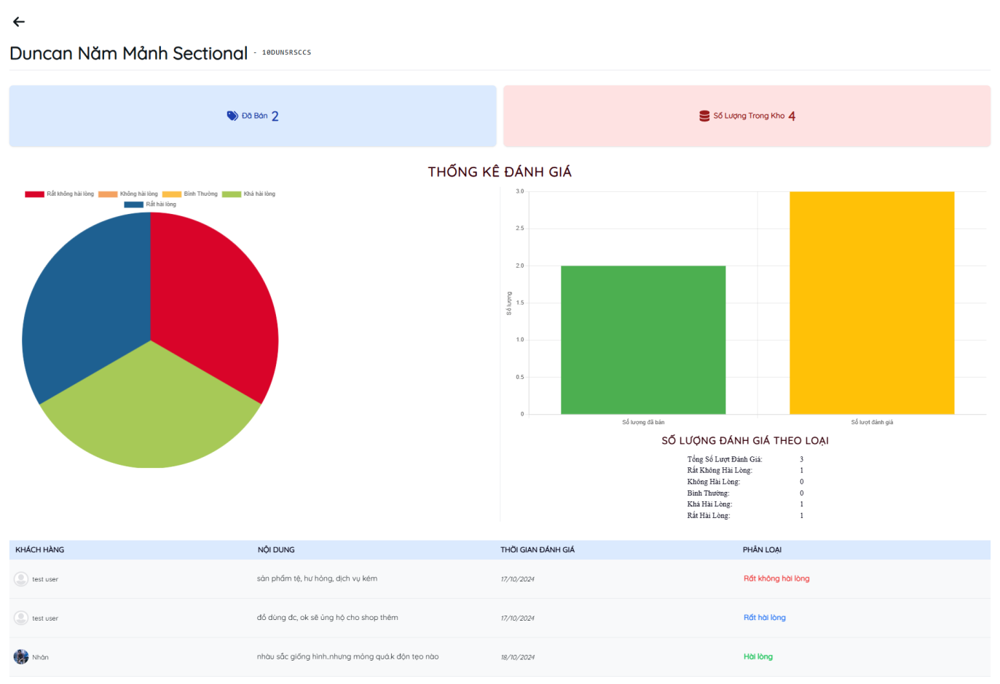 Duncan Năm Mảnh Sectional - 10DUN5RSCCS
Đã Bán 2
Số Lượng Trong Kho 4
THỐNG KÊ ĐÁNH GIÁ
Rất không hài lòng Không hài lòng Bình Thường Khá hài lòng
Rất hài lòng
3.0
2.5
2.0
1.5
1.0
0.5
0
Số lượng
Số lượng đã bán Số lượt đánh giá
SỐ LƯỢNG ĐÁNH GIÁ THEO LOẠI
Tổng Số Lượt Đánh Giá: 3
Rất Không Hài Lòng: 1
Không Hài Lòng: 0
Bình Thường: 0
Khá Hài Lòng: 1
Rất Hài Lòng: 1
KHÁCH HÀNG NỘI DUNG THỜI GIAN ĐÁNH GIÁ PHÂN LOẠI
test user sản phẩm tệ, hư hỏng, dịch vụ kém 17/10/2024 Rất không hài lòng
test user đồ dùng đc, ok sẽ ủng hộ cho shop thêm 17/10/2024 Rất hài lòng
Nhân nhàu sắc giống hình..nhưng mỏng quá.k độn tẹo nào 18/10/2024 Hài lòng